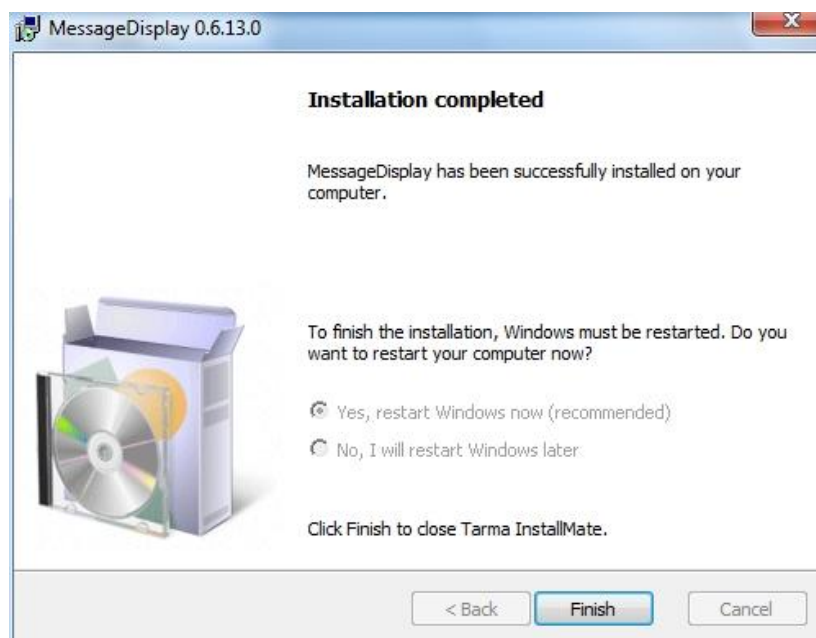 MessageDisplay 0.6.13.0
Installation completed
MessageDisplay has been successfully installed on your
computer.
To finish the installation, Windows must be restarted. Do you
want to restart your computer now?
Yes, restart Windows now (recommended)
No, I will restart Windows later
Click Finish to close Tarma InstallMate.
< Back Finish Cancel